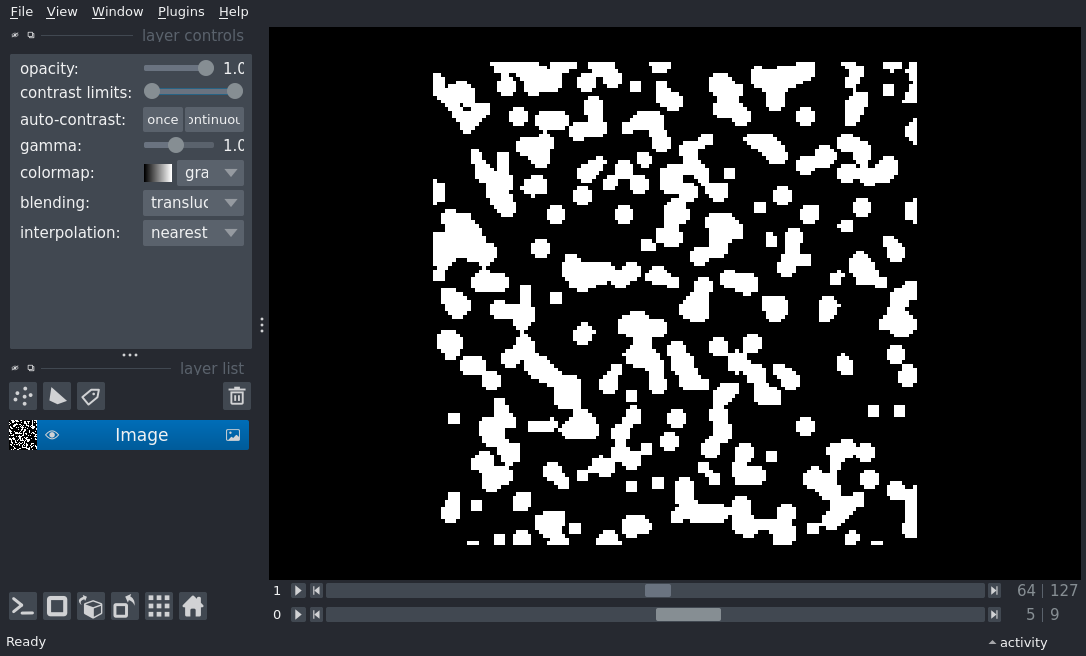 File View Window Plugins Help
layer controls
opacity: 1.0
contrast limits:
auto-contrast: once ontinuou
gamma: 1.0
colormap: gra
blending: transluc
interpolation: nearest
layer list
Image
1 64 | 127
0 5 | 9
Ready activity